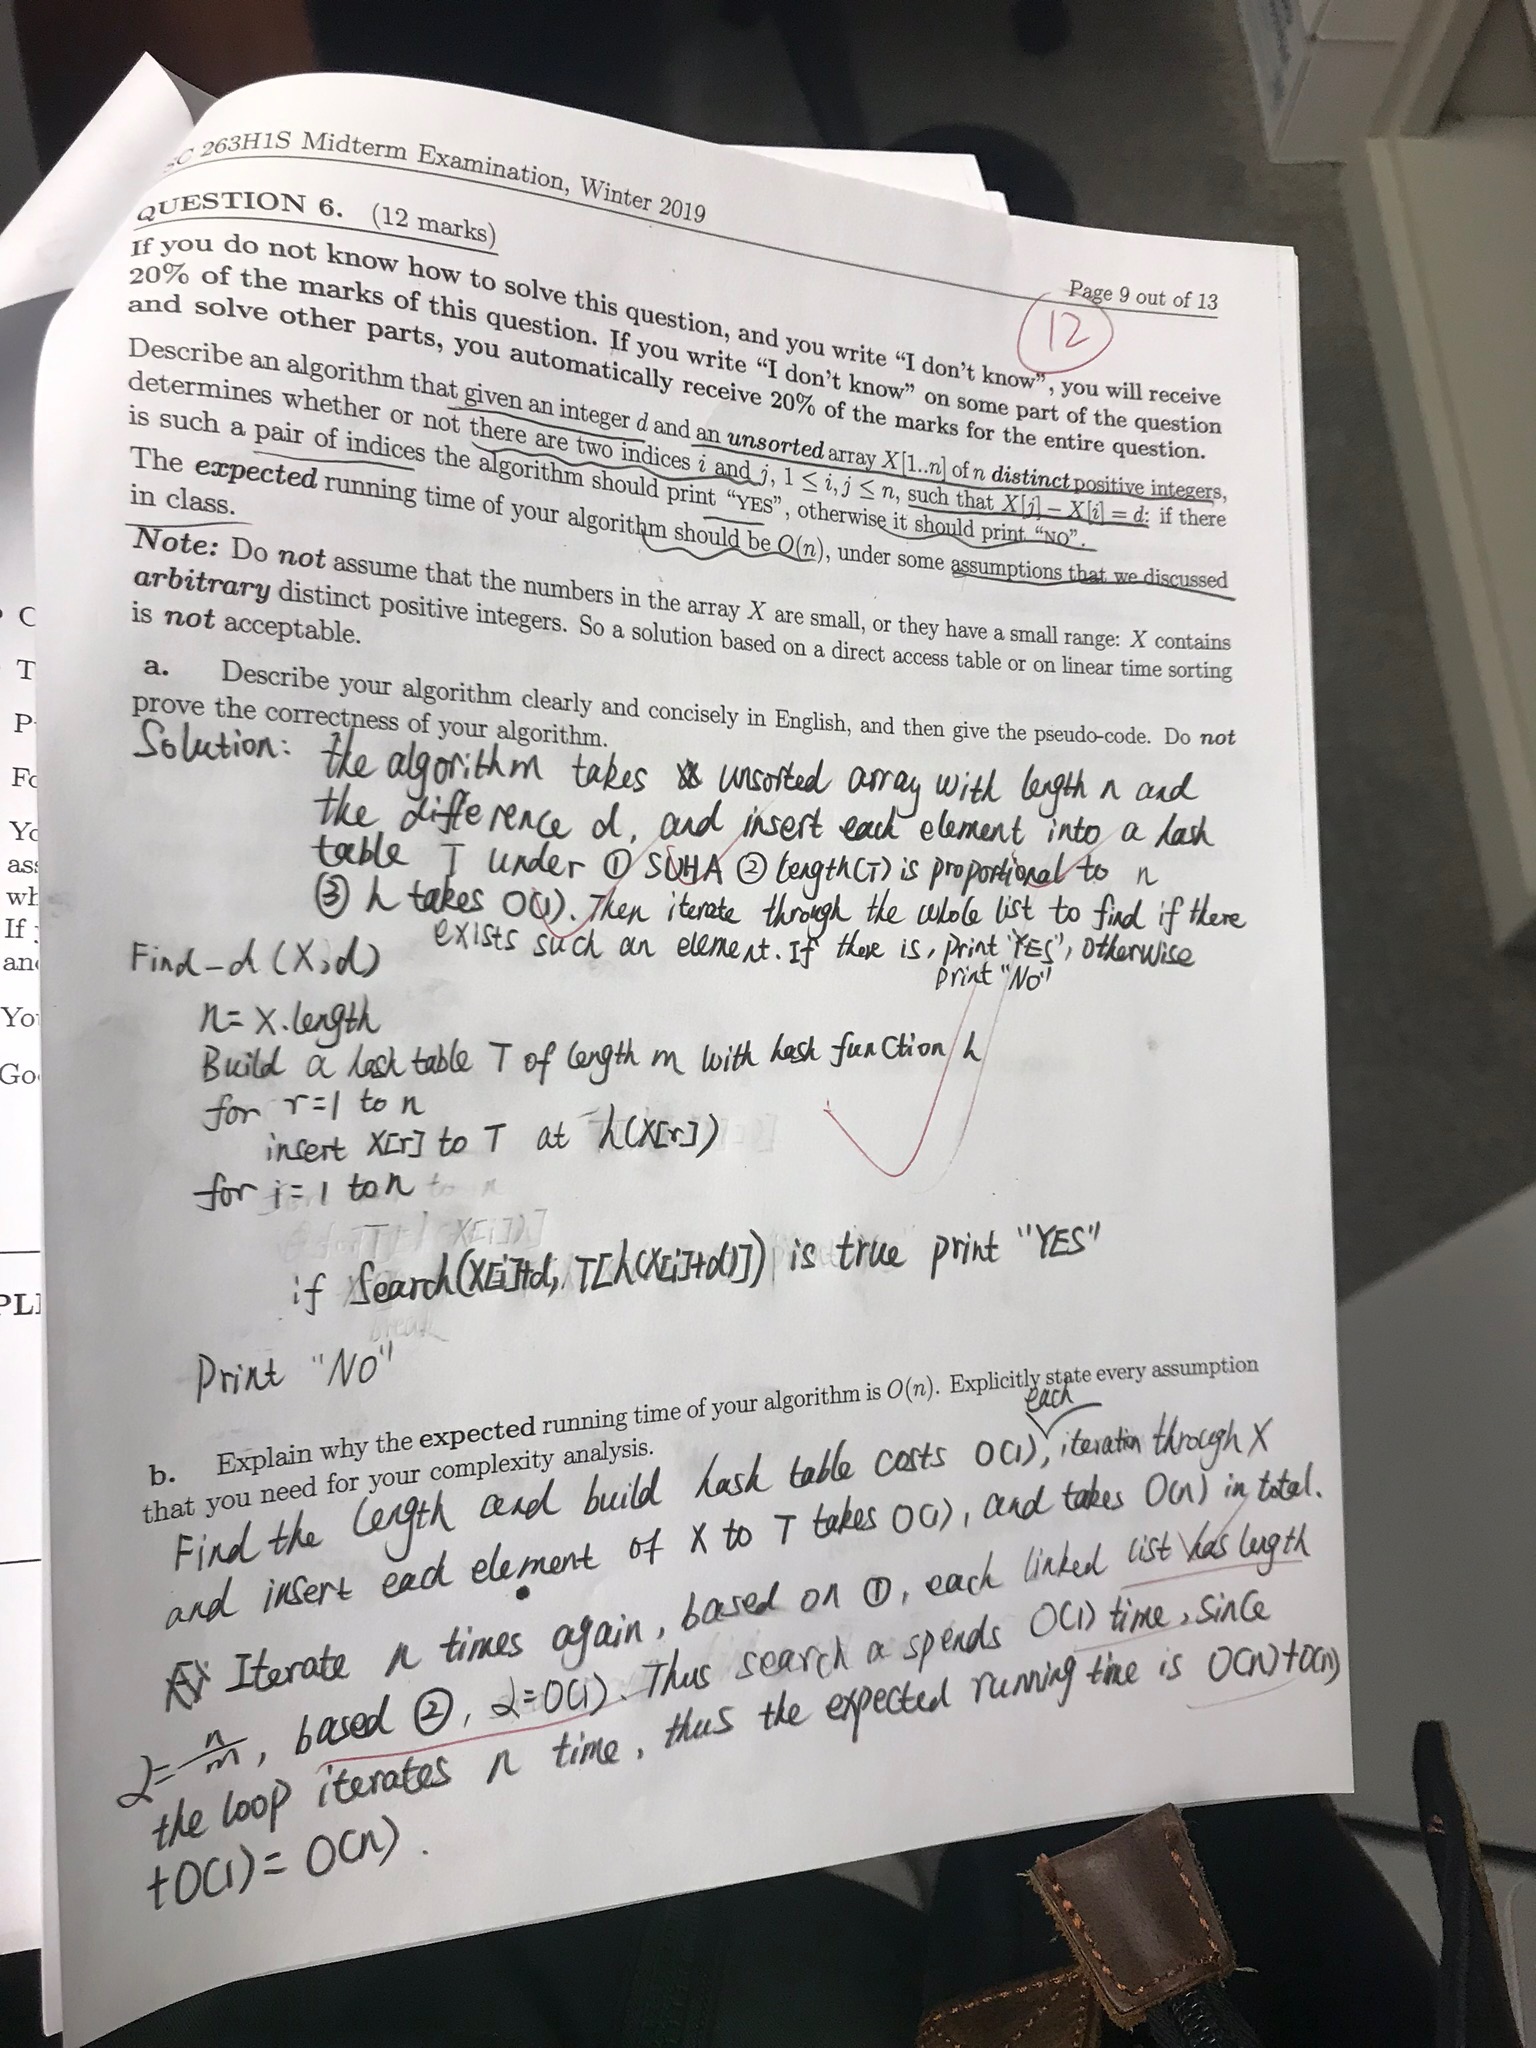 C 263H1S Midterm Examination, Winter 2019
Page 9 out of 13
QUESTION 6. (12 marks)
12
If you do not know how to solve this question, and you write “I don't know”, you will receive
20% of the marks of this question. If you write “I don't know” on some part of the question
and solve other parts, you automatically receive 20% of the marks for the entire question.
Describe an algorithm that given an integer d and an unsorted array X[1..n] of n distinct positive integers,
determines whether or not there are two indices i and j, 1 ≤ i, j ≤ n, such that X[j] − X[i] = d: if there
is such a pair of indices the algorithm should print “YES”, otherwise it should print “NO”.
The expected running time of your algorithm should be O(n), under some assumptions that we discussed
in class.
Note: Do not assume that the numbers in the array X are small, or they have a small range: X contains
arbitrary distinct positive integers. So a solution based on a direct access table or on linear time sorting
is not acceptable.
a. Describe your algorithm clearly and concisely in English, and then give the pseudo-code. Do not
prove the correctness of your algorithm.
Solution: the algorithm takes unsorted array with length n and
the difference d, and insert each element into a hash
table T under ① SUHA ② length(T) is proportional to n
③ h takes O(1). Then iterate through the whole list to find if there
exists such an element. If there is, print "YES", otherwise
print "No"
Find-d (X,d)
n = X.length
Build a hash table T of length m with hash function h
for r=1 to n
insert X[r] to T at h(X[r])
for i = 1 to n
if Search(X[i]+d, T[h(X[i]+d)]) is true print "YES"
Print "NO"
b. Explain why the expected running time of your algorithm is O(n). Explicitly state every assumption
that you need for your complexity analysis.
each
Find the length and build hash table costs O(1), iteration through X
and insert each element of X to T takes O(1), and takes O(n) in total.
Iterate n times again, based on ①, each linked list has length
α = n/m, based ②, α=O(1). Thus search a spends O(1) time, since
the loop iterates n time, thus the expected running time is O(n)+O(n)
+O(1)= O(n).
C
T
P
Fo
Yo
ass
wh
If
an
Yo
Go
PL